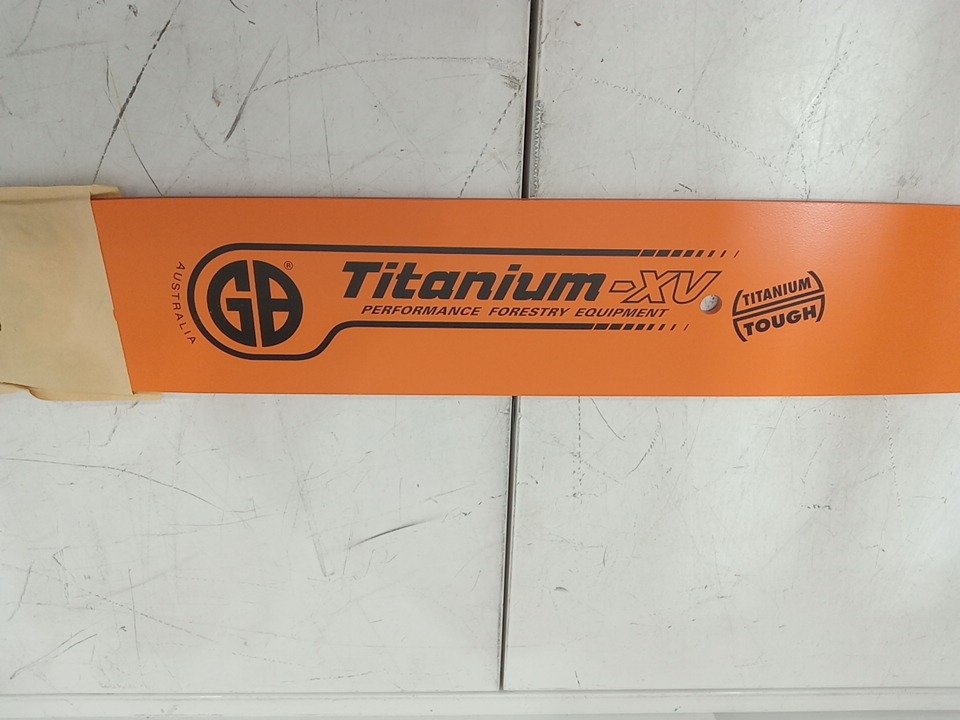 GB®
AUSTRALIA
Titanium-XV
PERFORMANCE FORESTRY EQUIPMENT
TITANIUM
TOUGH